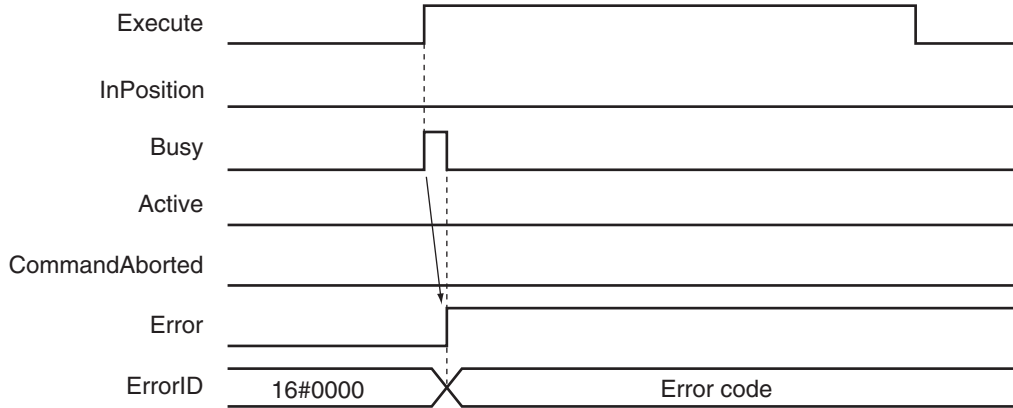 Execute
InPosition
Busy
Active
CommandAborted
Error
ErrorID
16#0000
Error code